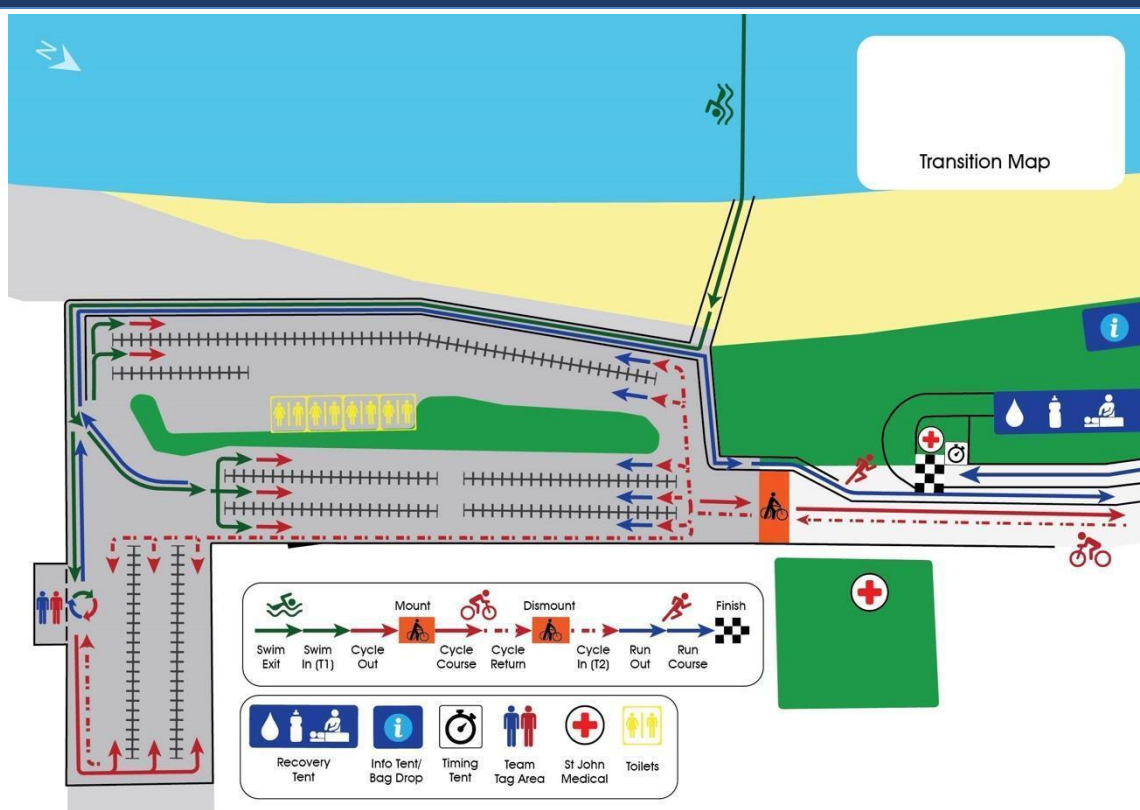 N
Transition Map
Mount
Finish
Swim
Exit
Swim
In (T1)
Cycle
Out
Cycle
Course
Cycle
Return
Dismount
Cycle
In (T2)
Run
Out
Run
Course
Recovery
Tent
Info Tent/
Bag Drop
Timing
Tent
Team
Tag Area
St John
Medical
Toilets